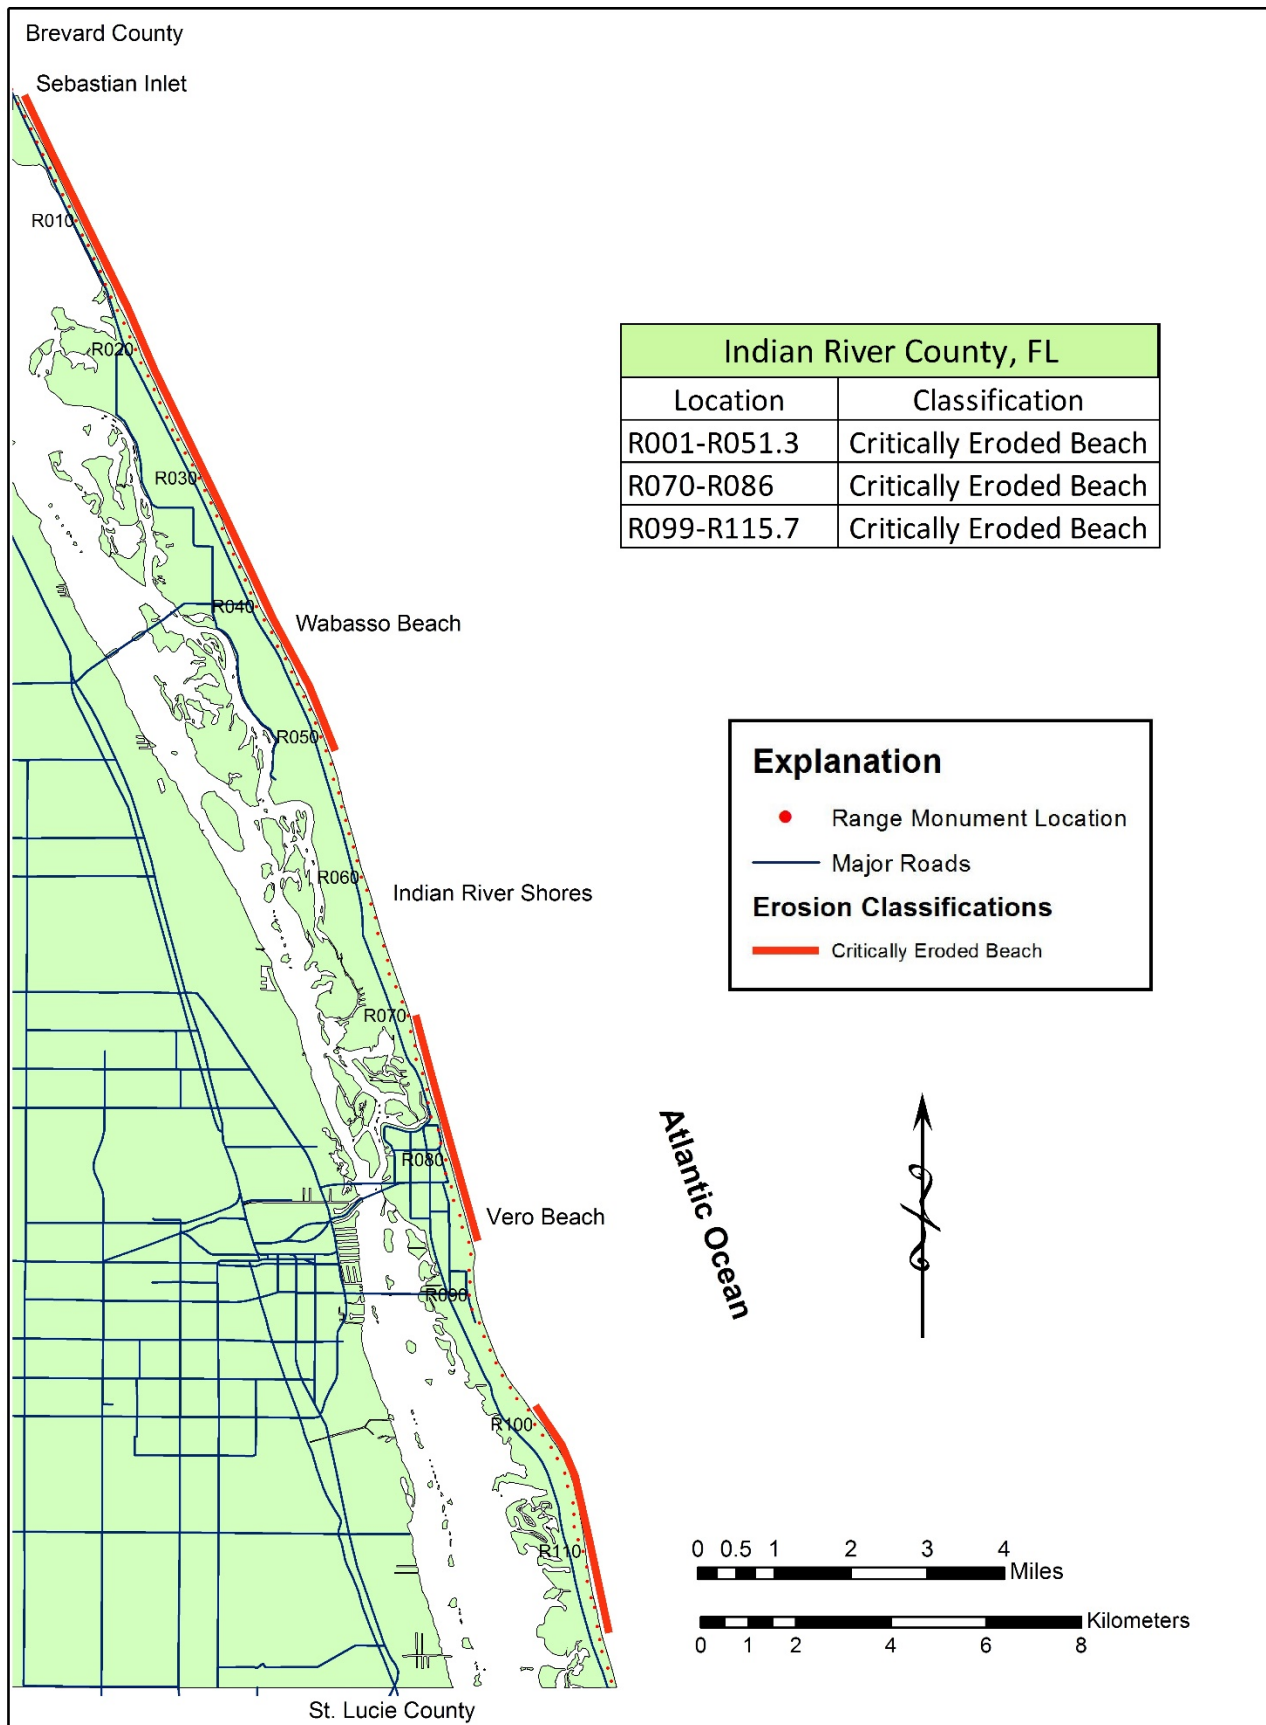 Brevard County
Sebastian Inlet
R010
R020
R030
R040
Wabasso Beach
R050
R060
Indian River Shores
R070
R080
Vero Beach
R090
R100
R110
St. Lucie County
Indian River County, FL
Location Classification
R001-R051.3 Critically Eroded Beach
R070-R086 Critically Eroded Beach
R099-R115.7 Critically Eroded Beach
Explanation
Range Monument Location
Major Roads
Erosion Classifications
Critically Eroded Beach
Atlantic Ocean
N
0 0.5 1 2 3 4
Miles
Kilometers
0 1 2 4 6 8